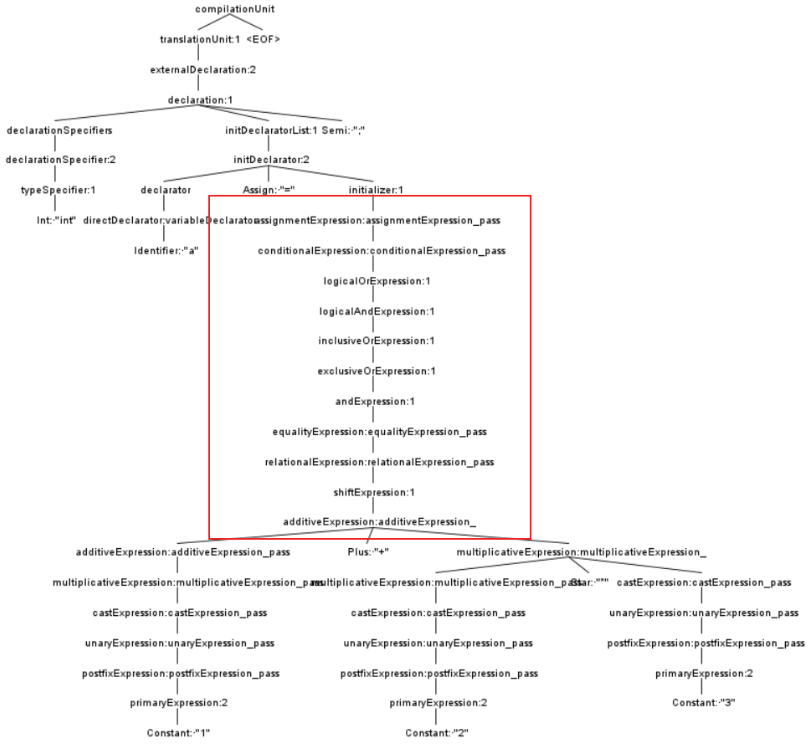 compilationUnit
translationUnit:1 <EOF>
externalDeclaration:2
declaration:1
declarationSpecifiers initDeclaratorList:1 Semi:·";"
declarationSpecifier:2 initDeclarator:2
typeSpecifier:1 declarator Assign:·"=" initializer:1
Int:·"int" directDeclarator:variableDeclarator assignmentExpression:assignmentExpression_pass
Identifier:·"a" conditionalExpression:conditionalExpression_pass
logicalOrExpression:1
logicalAndExpression:1
inclusiveOrExpression:1
exclusiveOrExpression:1
andExpression:1
equalityExpression:equalityExpression_pass
relationalExpression:relationalExpression_pass
shiftExpression:1
additiveExpression:additiveExpression_
additiveExpression:additiveExpression_pass Plus:·"+" multiplicativeExpression:multiplicativeExpression_
multiplicativeExpression:multiplicativeExpression_pass multiplicativeExpression:multiplicativeExpression_pass Star:·"*" castExpression:castExpression_pass
castExpression:castExpression_pass castExpression:castExpression_pass unaryExpression:unaryExpression_pass
unaryExpression:unaryExpression_pass unaryExpression:unaryExpression_pass postfixExpression:postfixExpression_pass
postfixExpression:postfixExpression_pass postfixExpression:postfixExpression_pass primaryExpression:2
primaryExpression:2 primaryExpression:2 Constant:·"3"
Constant:·"1" Constant:·"2"